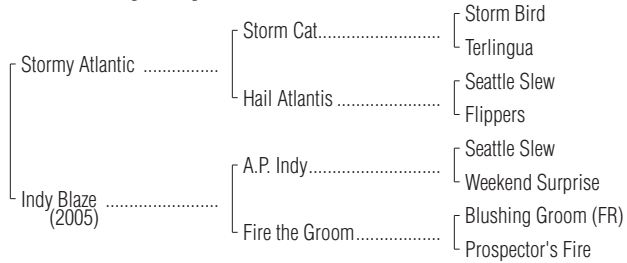 Storm Bird
Storm Cat....................................
Terlingua
Stormy Atlantic ................
Seattle Slew
Hail Atlantis ......................
Flippers
Seattle Slew
A.P. Indy............................
Weekend Surprise
Indy Blaze ........................
(2005)
Blushing Groom (FR)
Fire the Groom..................
Prospector's Fire